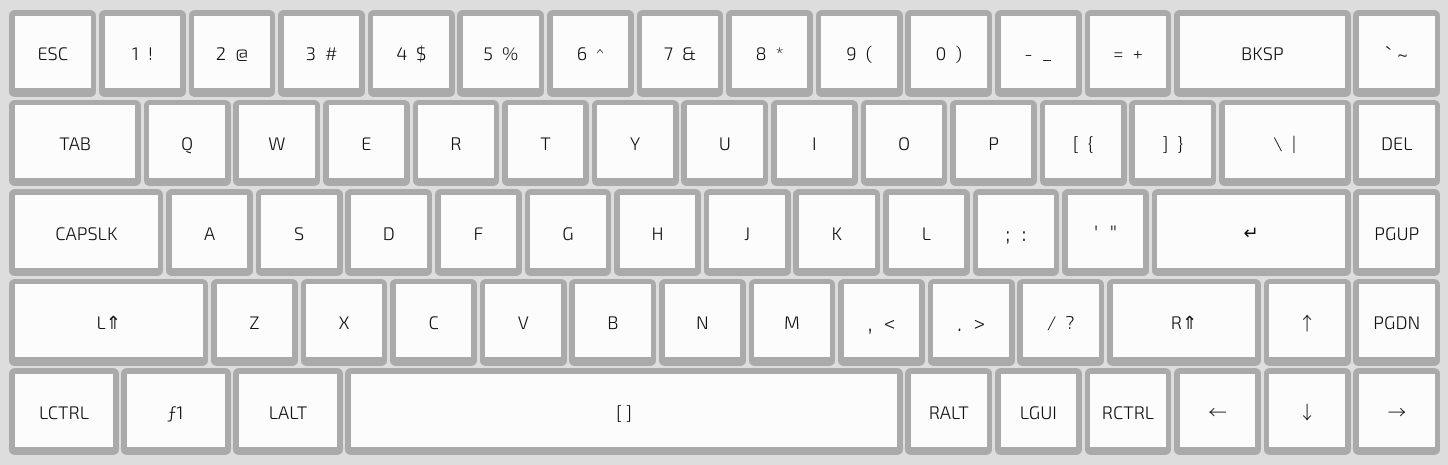 ESC 1 ! 2 @ 3 # 4 $ 5 % 6 ^ 7 & 8 * 9 ( 0 ) - _ = + BKSP ` ~
TAB Q W E R T Y U I O P [ { ] } \ | DEL
CAPSLK A S D F G H J K L ; : ' " ↵ PGUP
L⇑ Z X C V B N M , < . > / ? R⇑ ↑ PGDN
LCTRL ƒ1 LALT [ ] RALT LGUI RCTRL ← ↓ →